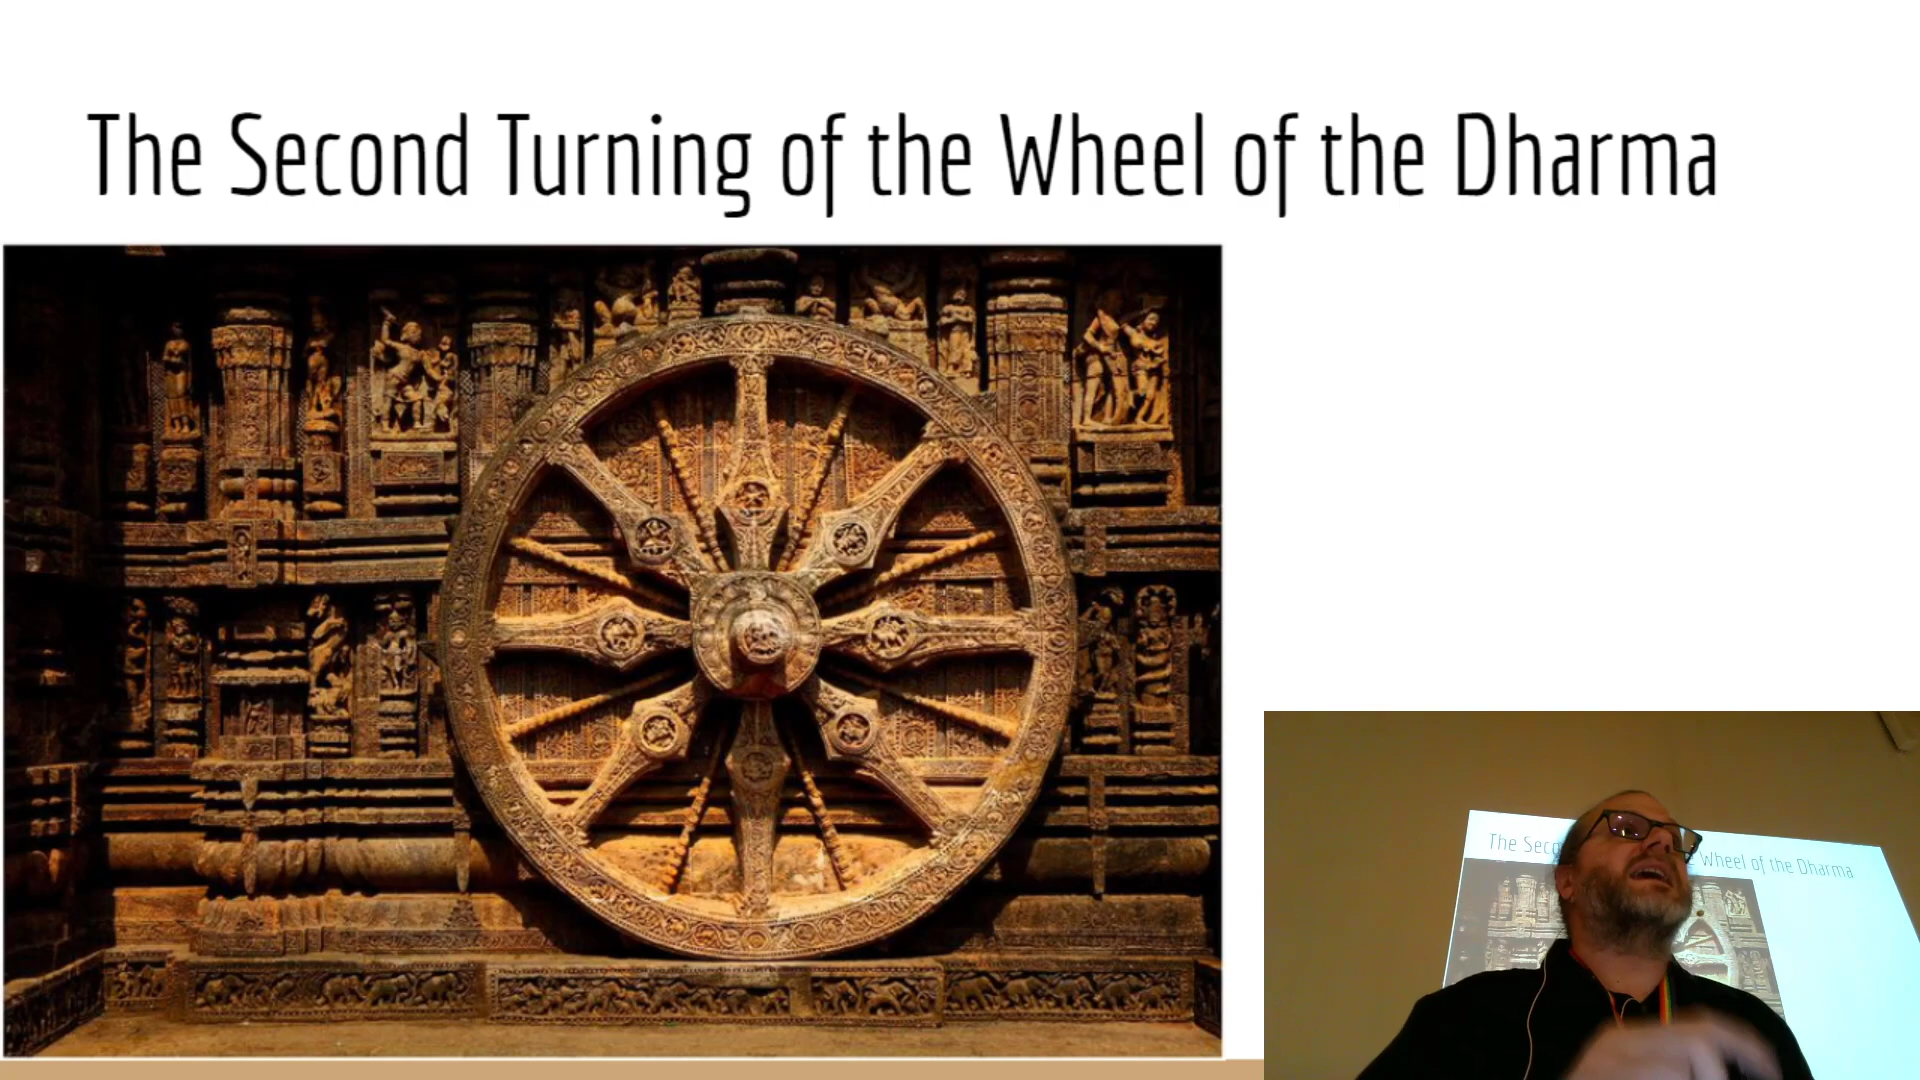 The Second Turning of the Wheel of the Dharma
The Seco
Wheel of the Dharma